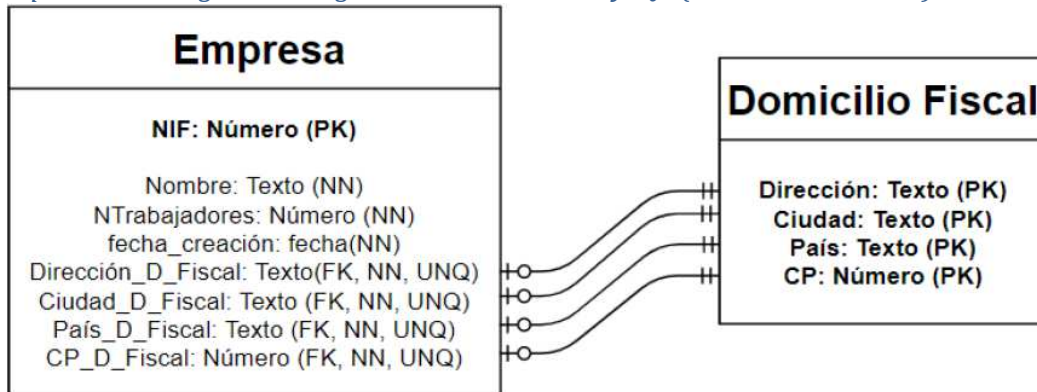 Empresa
NIF: Número (PK)
Nombre: Texto (NN)
NTrabajadores: Número (NN)
fecha_creación: fecha(NN)
Dirección_D_Fiscal: Texto(FK, NN, UNQ)
Ciudad_D_Fiscal: Texto (FK, NN, UNQ)
País_D_Fiscal: Texto (FK, NN, UNQ)
CP_D_Fiscal: Número (FK, NN, UNQ)
Domicilio Fiscal
Dirección: Texto (PK)
Ciudad: Texto (PK)
País: Texto (PK)
CP: Número (PK)